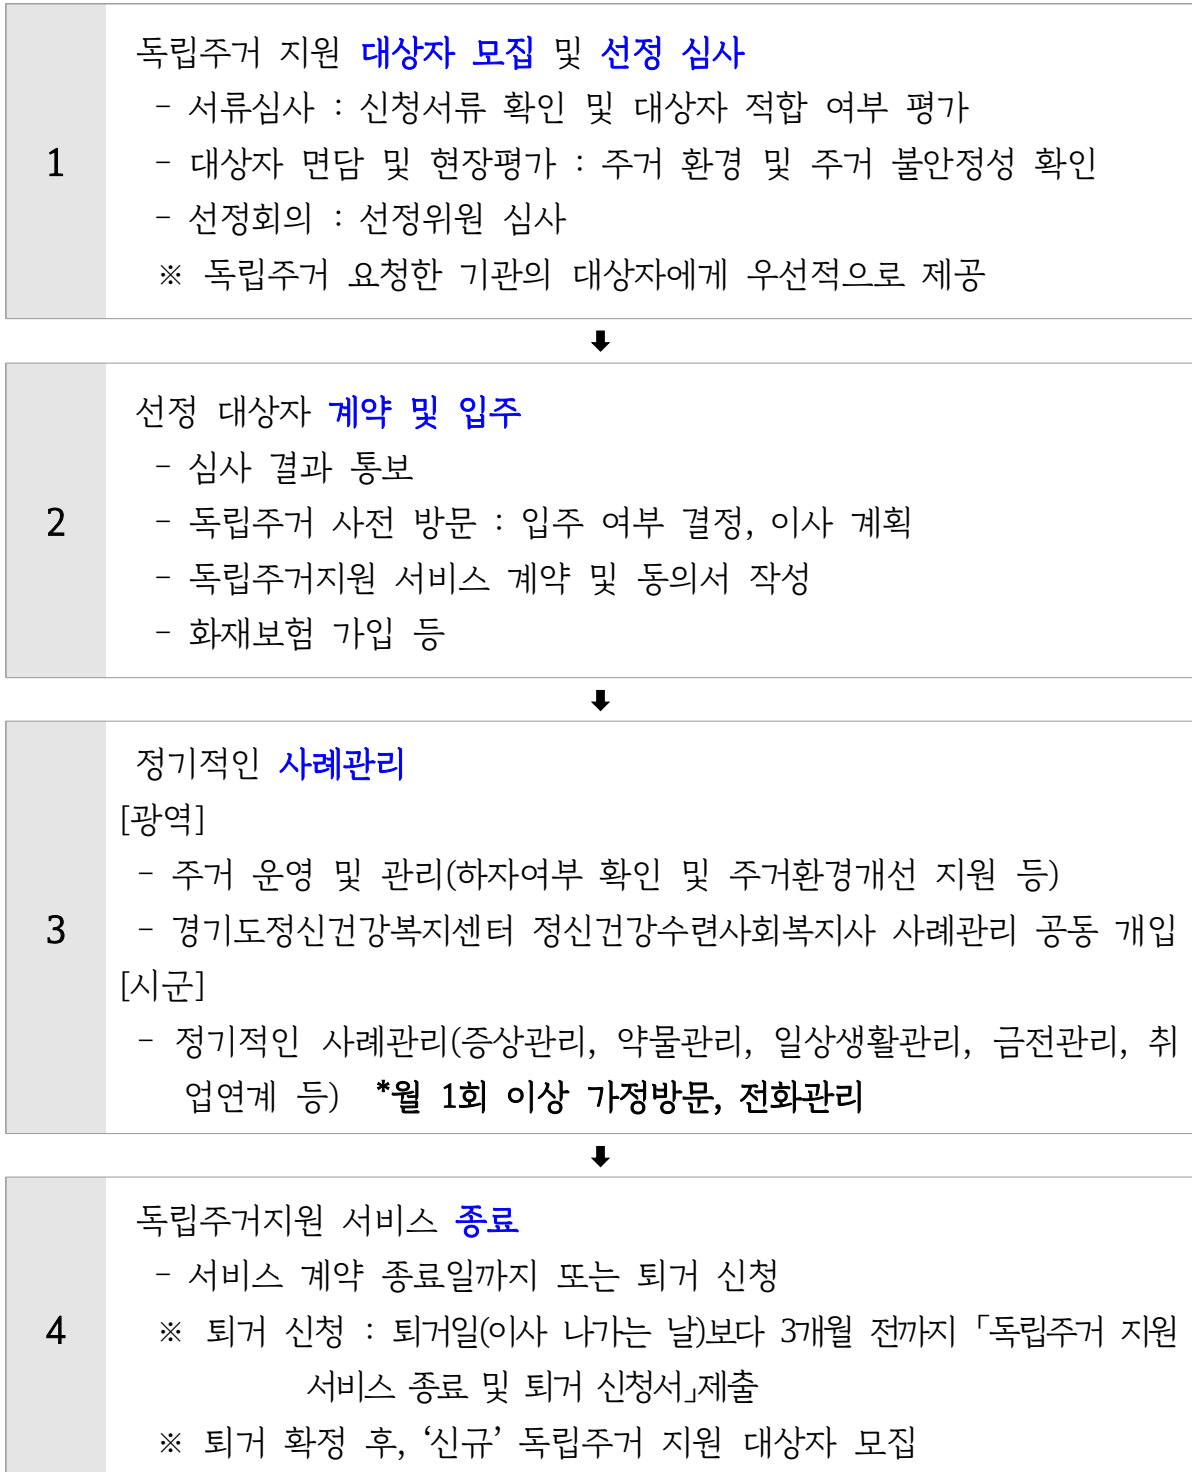 독립주거 지원 대상자 모집 및 선정 심사
- 서류심사 : 신청서류 확인 및 대상자 적합 여부 평가
1
- 대상자 면담 및 현장평가 : 주거 환경 및 주거 불안정성 확인
- 선정회의 : 선정위원 심사
※ 독립주거 요청한 기관의 대상자에게 우선적으로 제공
⬇
선정 대상자 계약 및 입주
- 심사 결과 통보
2
- 독립주거 사전 방문 : 입주 여부 결정, 이사 계획
- 독립주거지원 서비스 계약 및 동의서 작성
- 화재보험 가입 등
⬇
정기적인 사례관리
[광역]
- 주거 운영 및 관리(하자여부 확인 및 주거환경개선 지원 등)
3
- 경기도정신건강복지센터 정신건강수련사회복지사 사례관리 공동 개입
[시군]
- 정기적인 사례관리(증상관리, 약물관리, 일상생활관리, 금전관리, 취
업연계 등) *월 1회 이상 가정방문, 전화관리
⬇
독립주거지원 서비스 종료
- 서비스 계약 종료일까지 또는 퇴거 신청
4
※ 퇴거 신청 : 퇴거일(이사 나가는 날)보다 3개월 전까지 「독립주거 지원
서비스 종료 및 퇴거 신청서」제출
※ 퇴거 확정 후, ‘신규’ 독립주거 지원 대상자 모집